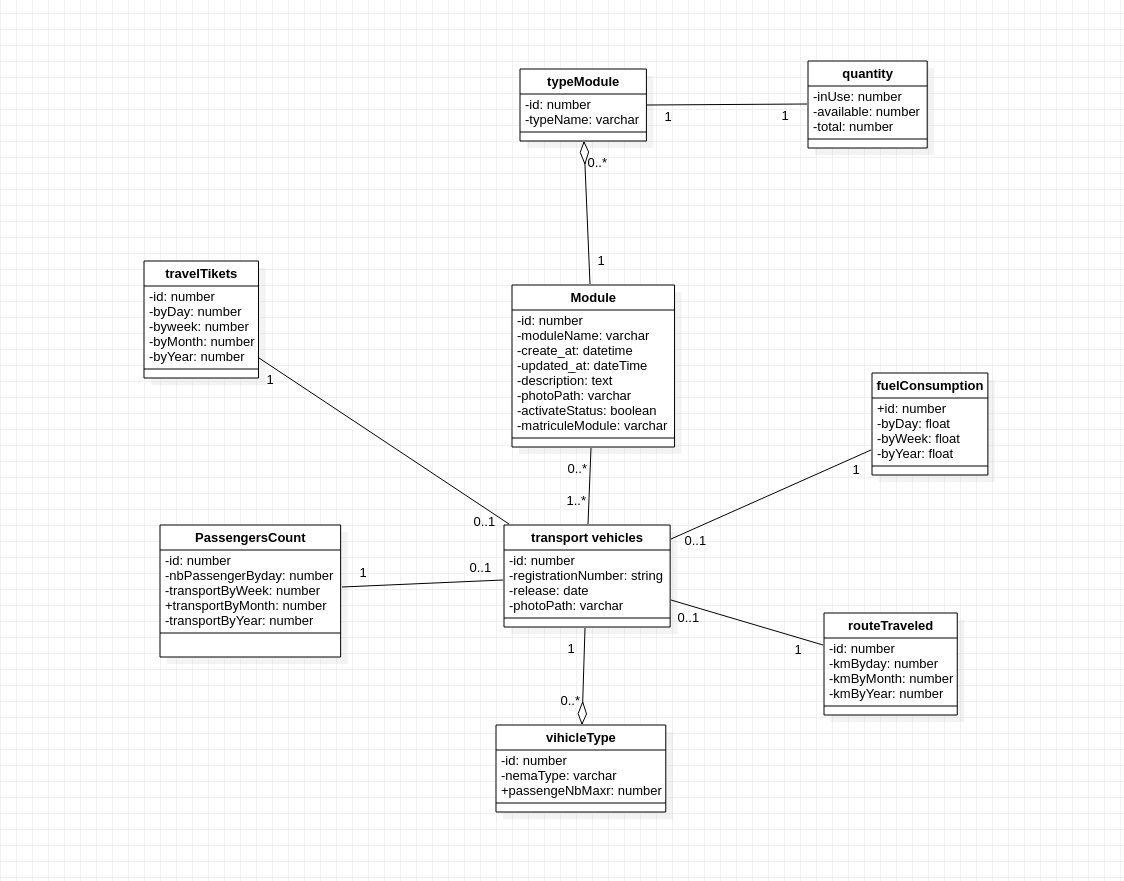 typeModule
-id: number
-typeName: varchar
quantity
-inUse: number
-available: number
-total: number
1
1
0..*
1
travelTikets
-id: number
-byDay: number
-byweek: number
-byMonth: number
-byYear: number
Module
-id: number
-moduleName: varchar
-create_at: datetime
-updated_at: dateTime
-description: text
-photoPath: varchar
-activateStatus: boolean
-matriculeModule: varchar
fuelConsumption
+id: number
-byDay: float
-byWeek: float
-byYear: float
1
0..*
1
1..*
0..1
0..1
PassengersCount
-id: number
-nbPassengerByday: number
-transportByWeek: number
+transportByMonth: number
-transportByYear: number
1
0..1
transport vehicles
-id: number
-registrationNumber: string
-release: date
-photoPath: varchar
0..1
1
routeTraveled
-id: number
-kmByday: number
-kmByMonth: number
-kmByYear: number
1
0..*
vihicleType
-id: number
-nemaType: varchar
+passengeNbMaxr: number